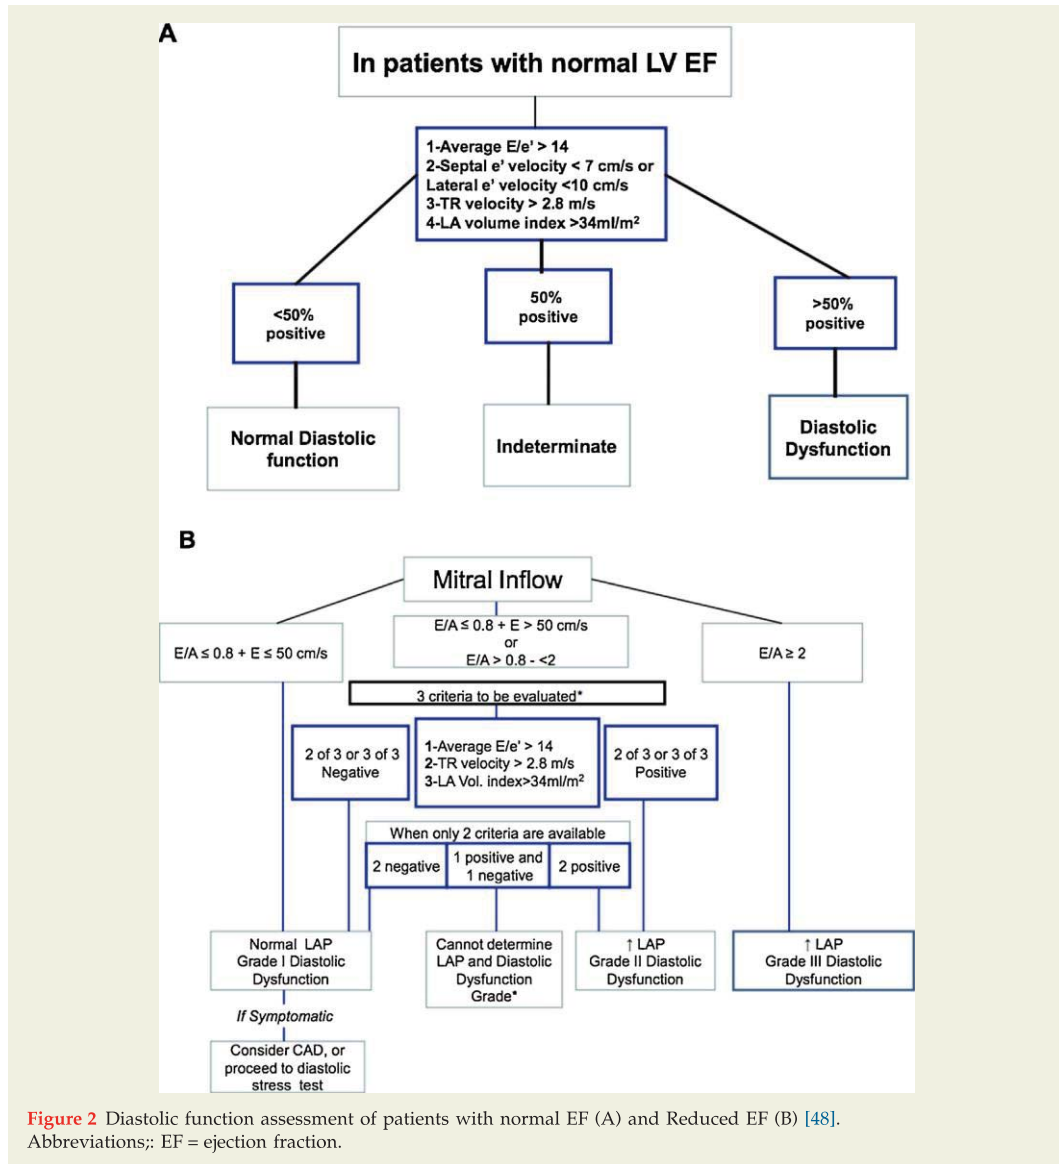 A
In patients with normal LV EF
1-Average E/e' > 14
2-Septal e' velocity < 7 cm/s or
Lateral e' velocity <10 cm/s
3-TR velocity > 2.8 m/s
4-LA volume index >34ml/m²
<50%
positive
50%
positive
>50%
positive
Normal Diastolic
function
Indeterminate
Diastolic
Dysfunction
B
Mitral Inflow
E/A ≤ 0.8 + E ≤ 50 cm/s
E/A ≤ 0.8 + E > 50 cm/s
or
E/A > 0.8 - <2
E/A ≥ 2
3 criteria to be evaluated*
2 of 3 or 3 of 3
Negative
1-Average E/e' > 14
2-TR velocity > 2.8 m/s
3-LA Vol. index>34ml/m²
2 of 3 or 3 of 3
Positive
When only 2 criteria are available
2 negative
1 positive and
1 negative
2 positive
Normal LAP
Grade I Diastolic
Dysfunction
Cannot determine
LAP and Diastolic
Dysfunction
Grade*
↑ LAP
Grade II Diastolic
Dysfunction
↑ LAP
Grade III Diastolic
Dysfunction
If Symptomatic
Consider CAD, or
proceed to diastolic
stress test
Figure 2 Diastolic function assessment of patients with normal EF (A) and Reduced EF (B) [48].
Abbreviations;: EF = ejection fraction.